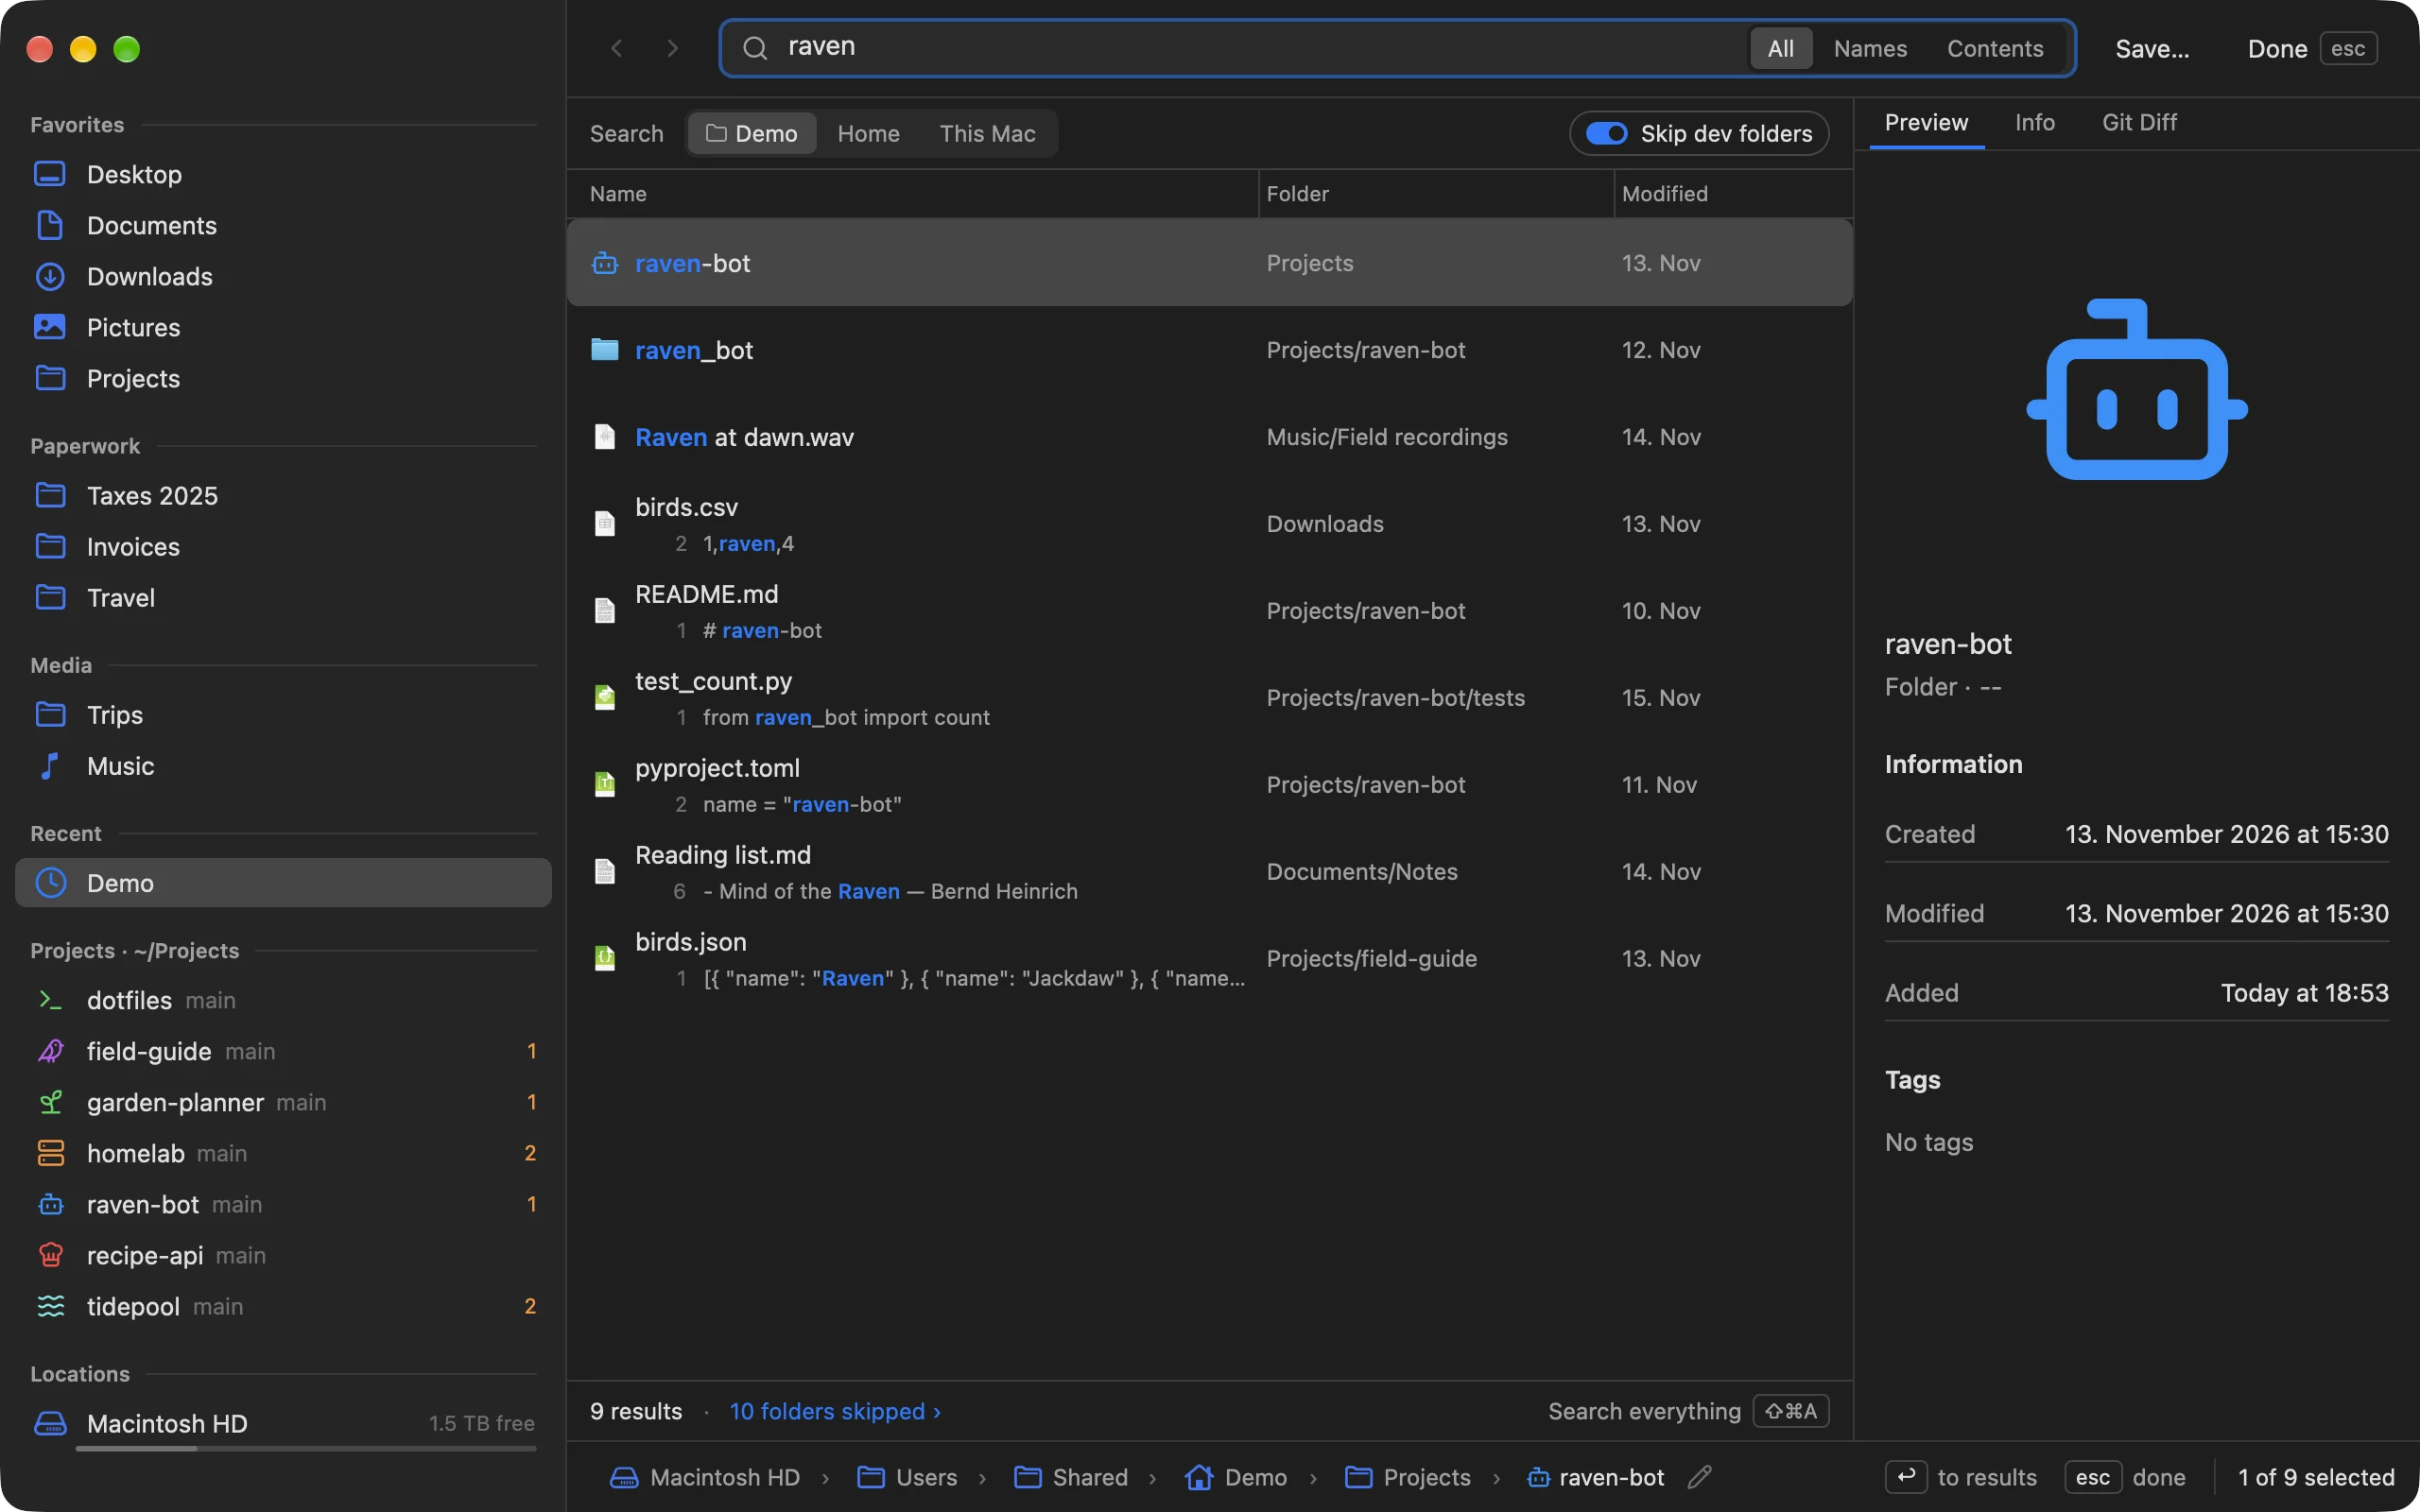 raven
All Names Contents
Save...
Done esc
Favorites
Desktop
Documents
Downloads
Pictures
Projects
Paperwork
Taxes 2025
Invoices
Travel
Media
Trips
Music
Recent
Demo
Projects · ~/Projects
dotfiles main
field-guide main 1
garden-planner main 1
homelab main 2
raven-bot main 1
recipe-api main
tidepool main 2
Locations
Macintosh HD 1.5 TB free
Search Demo Home This Mac Skip dev folders
Name Folder Modified
raven-bot Projects 13. Nov
raven_bot Projects/raven-bot 12. Nov
Raven at dawn.wav Music/Field recordings 14. Nov
birds.csv Downloads 13. Nov
2 1,raven,4
README.md Projects/raven-bot 10. Nov
1 # raven-bot
test_count.py Projects/raven-bot/tests 15. Nov
1 from raven_bot import count
pyproject.toml Projects/raven-bot 11. Nov
2 name = "raven-bot"
Reading list.md Documents/Notes 14. Nov
6 - Mind of the Raven — Bernd Heinrich
birds.json Projects/field-guide 13. Nov
1 [{ "name": "Raven" }, { "name": "Jackdaw" }, { "name...
9 results · 10 folders skipped ›
Search everything ⇧⌘A
Macintosh HD › Users › Shared › Demo › Projects › raven-bot
Preview Info Git Diff
raven-bot
Folder · --
Information
Created 13. November 2026 at 15:30
Modified 13. November 2026 at 15:30
Added Today at 18:53
Tags
No tags
↩ to results esc done 1 of 9 selected